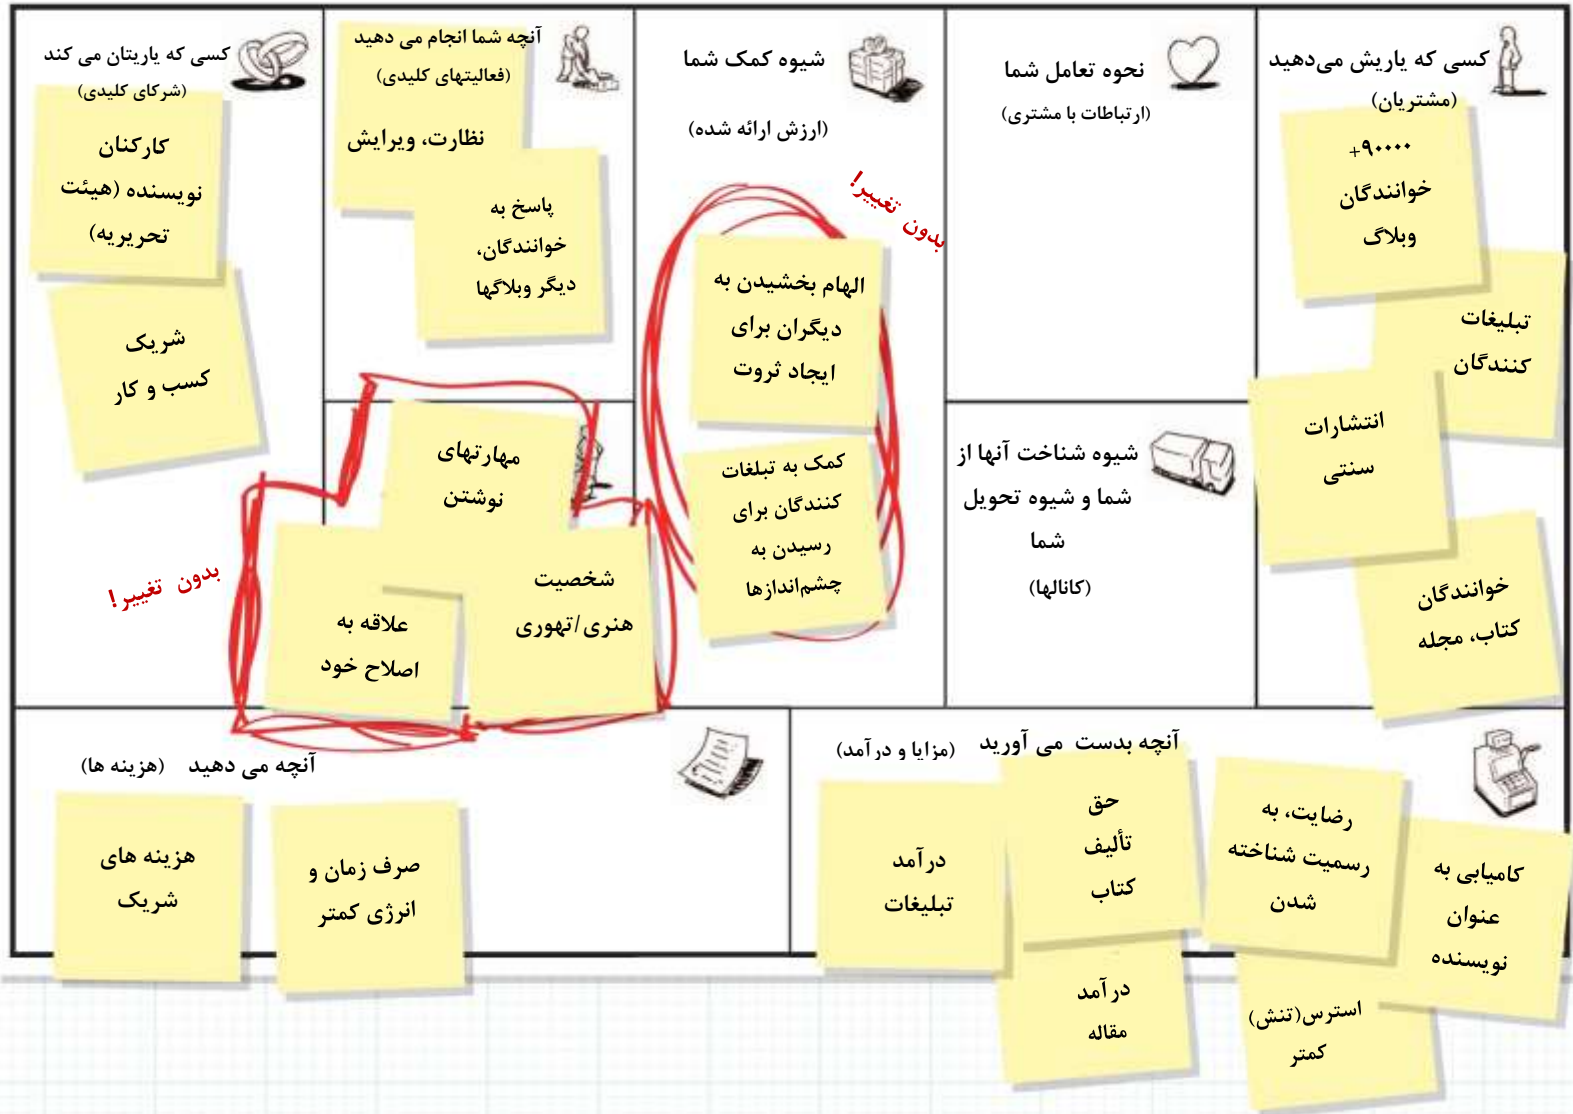 کسی که یاریش می‌دهید
(مشتریان)
+۹۰۰۰۰
خوانندگان
وبلاگ
تبلیغات
کنندگان
انتشارات
سنتی
خوانندگان
کتاب، مجله
نحوه تعامل شما
(ارتباطات با مشتری)
شیوه شناخت آنها از
شما و شیوه تحویل
شما
(کانالها)
شیوه کمک شما
(ارزش ارائه شده)
بدون تغییر!
الهام بخشیدن به
دیگران برای
ایجاد ثروت
کمک به تبلغات
کنندگان برای
رسیدن به
چشم‌اندازها
آنچه شما انجام می دهید
(فعالیتهای کلیدی)
نظارت، ویرایش
پاسخ به
خوانندگان،
دیگر وبلاگها
مهارتهای
نوشتن
شخصیت
هنری/تهوری
علاقه به
اصلاح خود
بدون تغییر!
کسی که یاریتان می کند
(شرکای کلیدی)
کارکنان
نویسنده (هیئت
تحریریه)
شریک
کسب و کار
آنچه بدست می آورید (مزایا و درآمد)
کامیابی به
عنوان
نویسنده
رضایت، به
رسمیت شناخته
شدن
استرس(تنش)
کمتر
حق
تألیف
کتاب
درآمد
مقاله
درآمد
تبلیغات
آنچه می دهید (هزینه ها)
صرف زمان و
انرژی کمتر
هزینه های
شریک